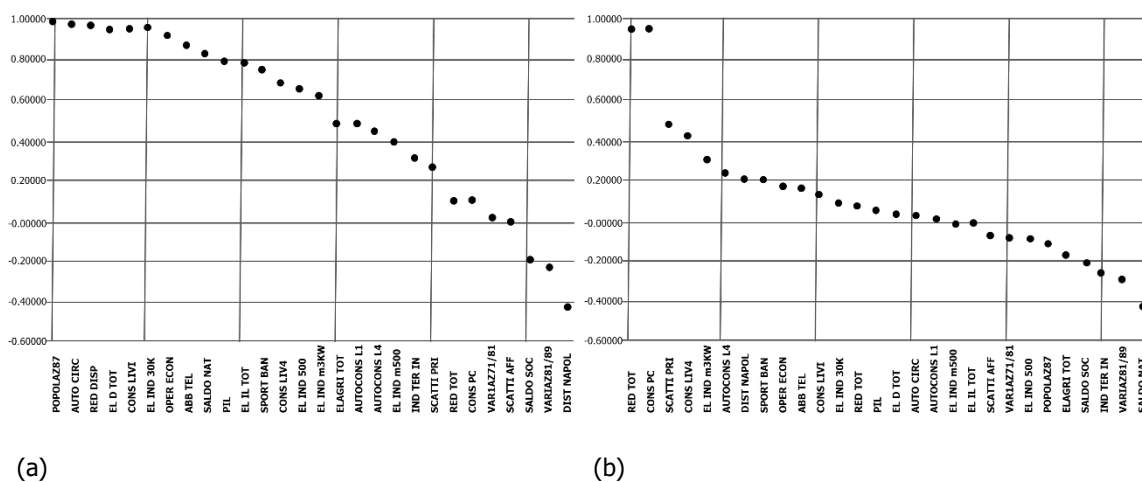 1.00000
0.80000
0.60000
0.40000
0.20000
-0.00000
-0.20000
-0.40000
-0.60000
POPOLAZ87
AUTO CIRC
RED DISP
EL D TOT
CONS LIVI
EL IND 30K
OPER ECON
ABB TEL
SALDO NAT
PIL
EL IL TOT
SPORT BAN
CONS LIV4
EL IND 500
EL IND m3KW
ELAGRI TOT
AUTOCONS L1
AUTOCONS L4
EL IND m500
IND TER IN
SCATTI PRI
RED TOT
CONS PC
VAR1AZ71/81
SCATTI AFF
SALDO SOC
VARIAZ81/89
DIST NAPOL
(a)
1.00000
0.80000
0.60000
0.40000
0.20000
-0.00000
-0.20000
-0.40000
-0.60000
RED TOT
CONS PC
SCATTI PRI
CONS LIV4
EL IND m3KW
AUTOCONS L4
DIST NAPOL
SPORT BAN
OPER ECON
ABB TEL
CONS LIVI
EL IND 30K
RED TOT
PIL
EL D TOT
AUTO CIRC
AUTOCONS L1
EL IND m500
EL IL TOT
SCATTI AFF
VAR1AZ71/81
EL IND 500
POPOLAZ87
ELAGRI TOT
SALDO SOC
IND TER IN
VARIAZ81/89
SALDO NAT
(b)